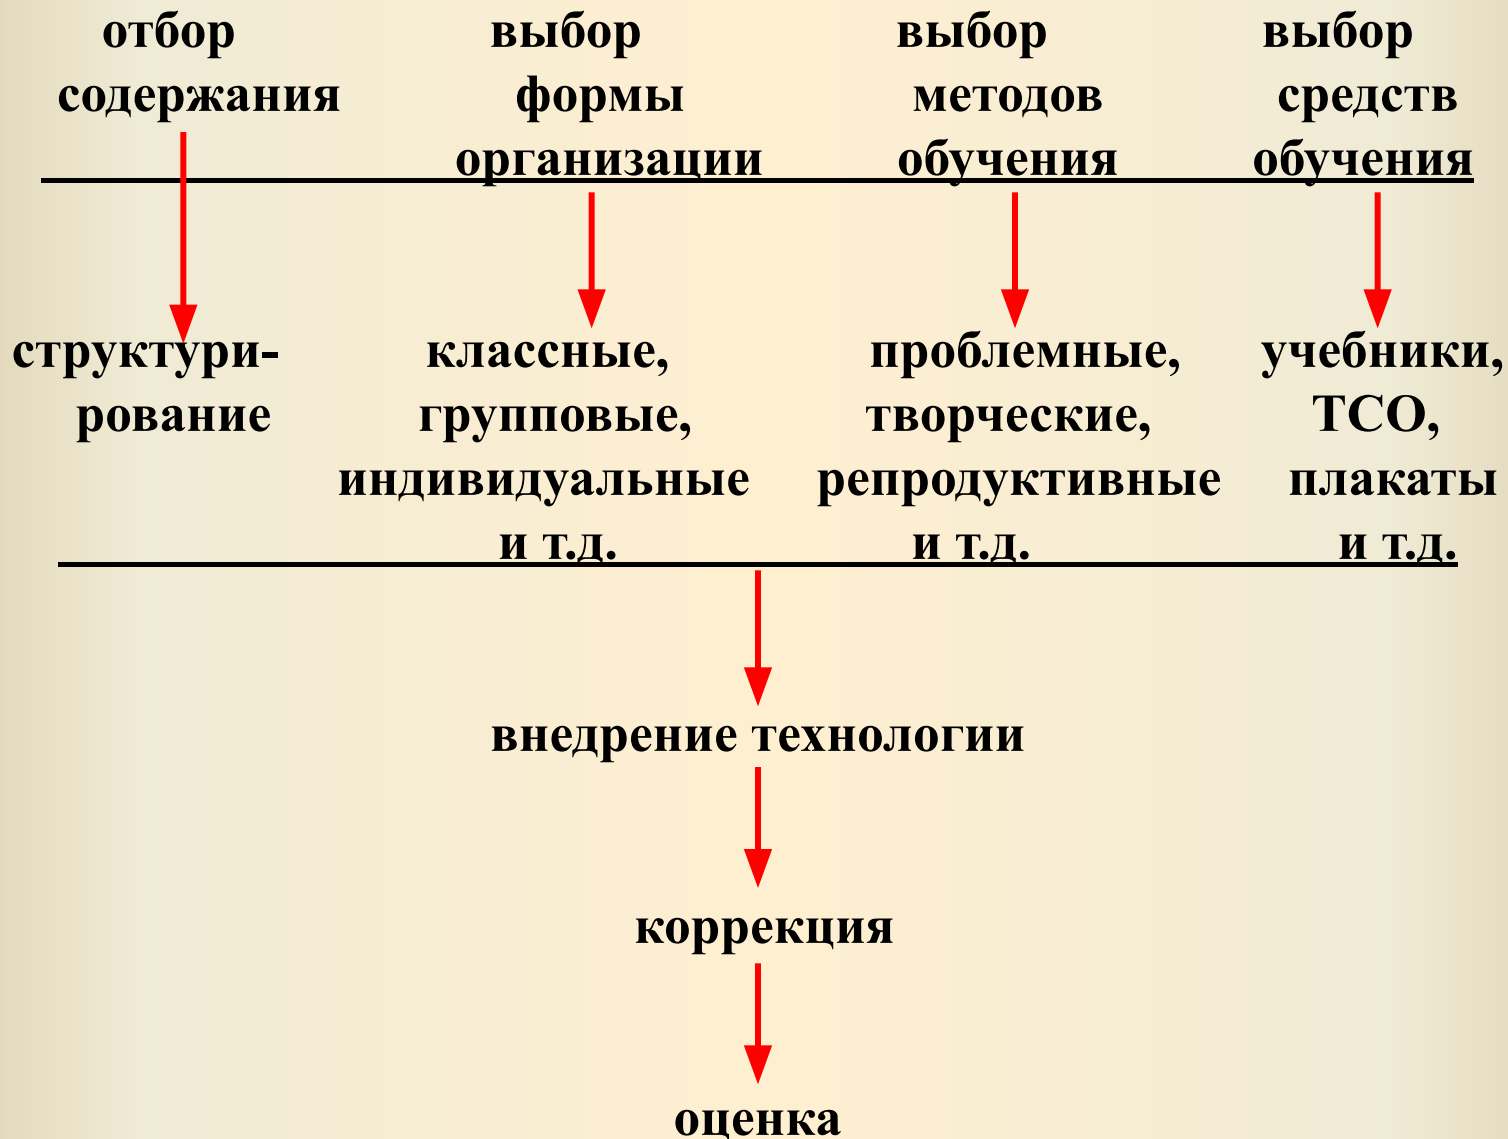 отбор выбор выбор выбор
содержания формы методов средств
организации обучения обучения
структури- классные, проблемные, учебники,
рование групповые, творческие, ТСО,
индивидуальные репродуктивные плакаты
и т.д. и т.д. и т.д.
внедрение технологии
коррекция
оценка